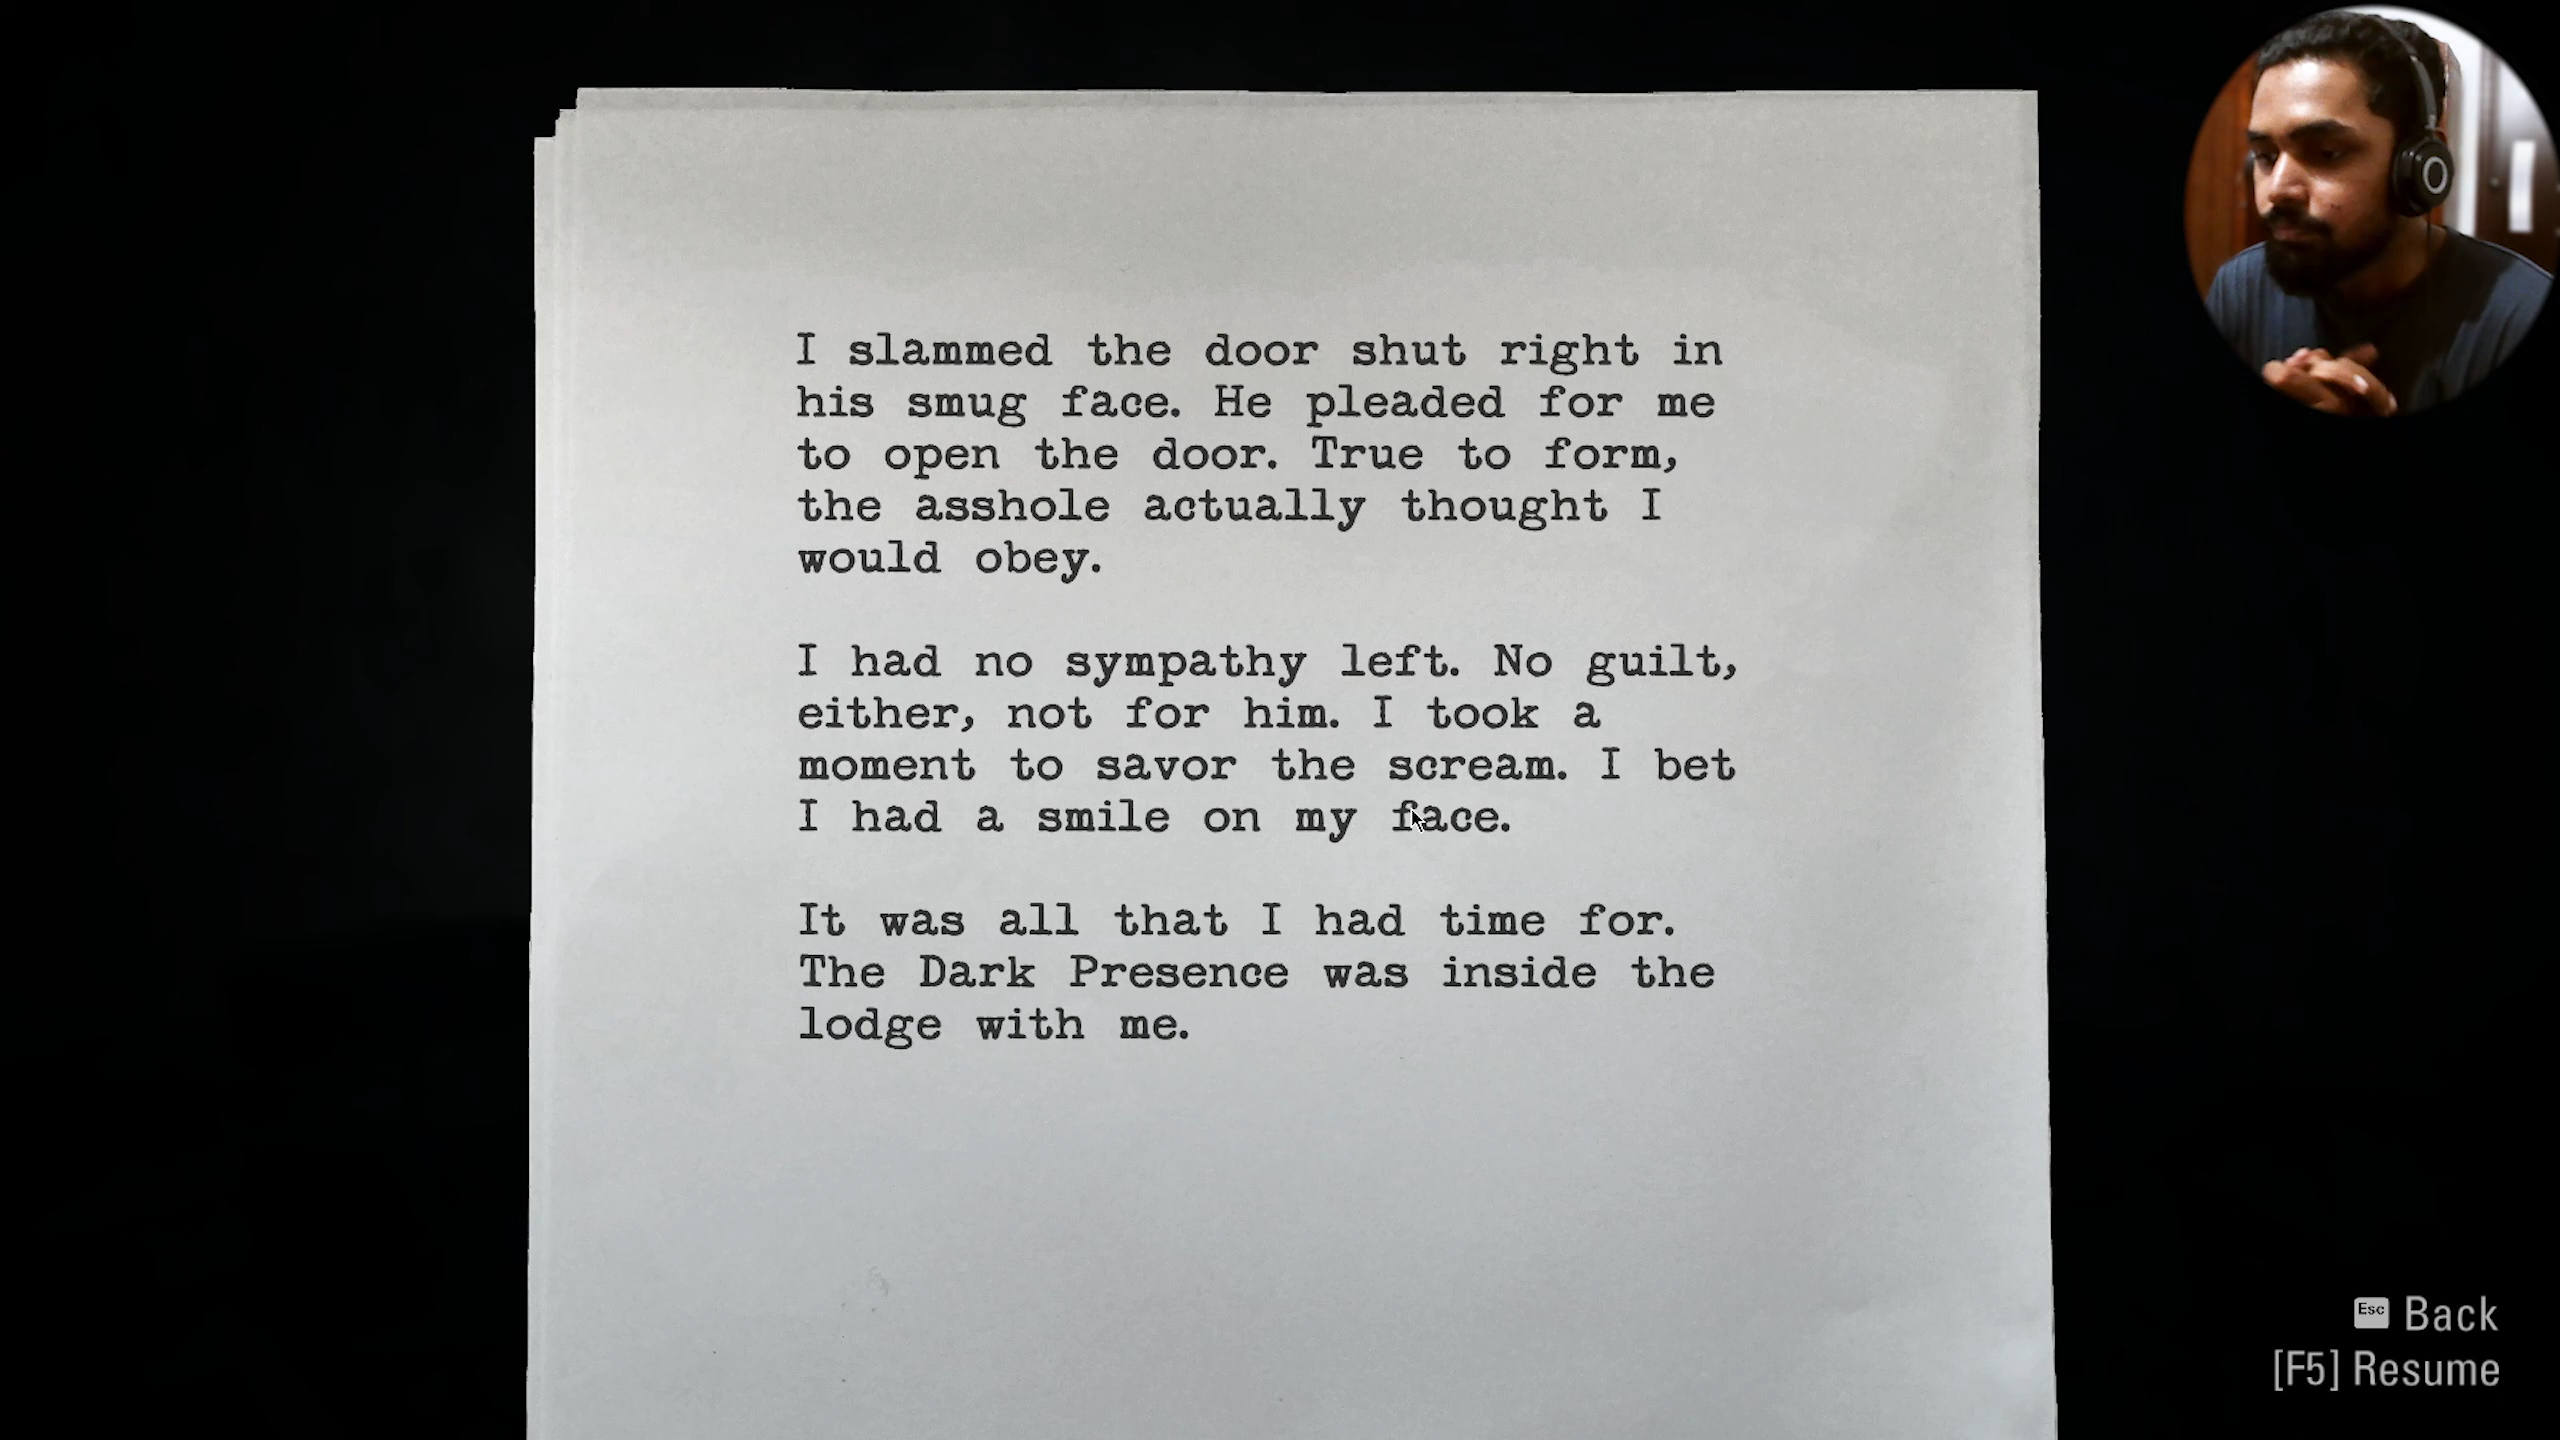 I slammed the door shut right in
his smug face. He pleaded for me
to open the door. True to form,
the asshole actually thought I
would obey.
I had no sympathy left. No guilt,
either, not for him. I took a
moment to savor the scream. I bet
I had a smile on my face.
It was all that I had time for.
The Dark Presence was inside the
lodge with me.
Esc Back
[F5] Resume